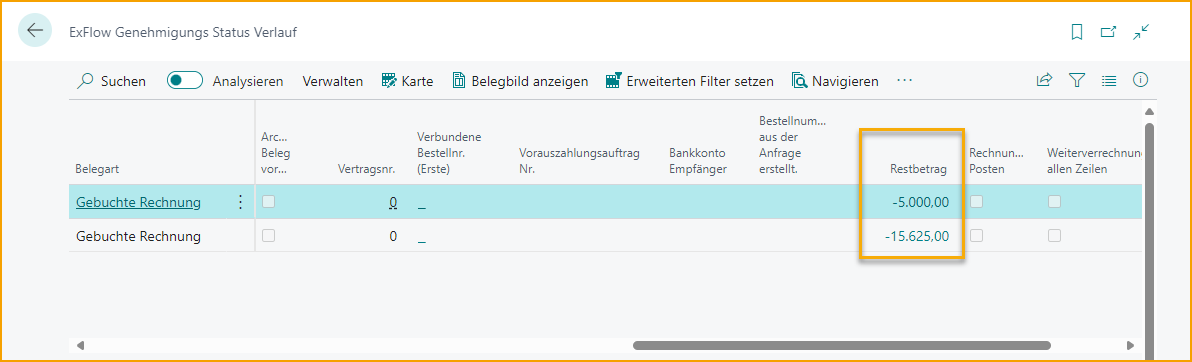 ExFlow Genehmigungs Status Verlauf
Suchen Analysieren Verwalten Karte Belegbild anzeigen Erweiterten Filter setzen Navigieren ...
Bestellnum...
Arc... Verbundene aus der
Beleg Bestellnr. Vorauszahlungsauftrag Bankkonto Anfrage Rechnun... Weiterverrechnung
Belegart vor... Vertragsnr. (Erste) Nr. Empfänger erstellt. Restbetrag Posten allen Zeilen
Gebuchte Rechnung 0 _ -5.000,00
Gebuchte Rechnung 0 _ -15.625,00